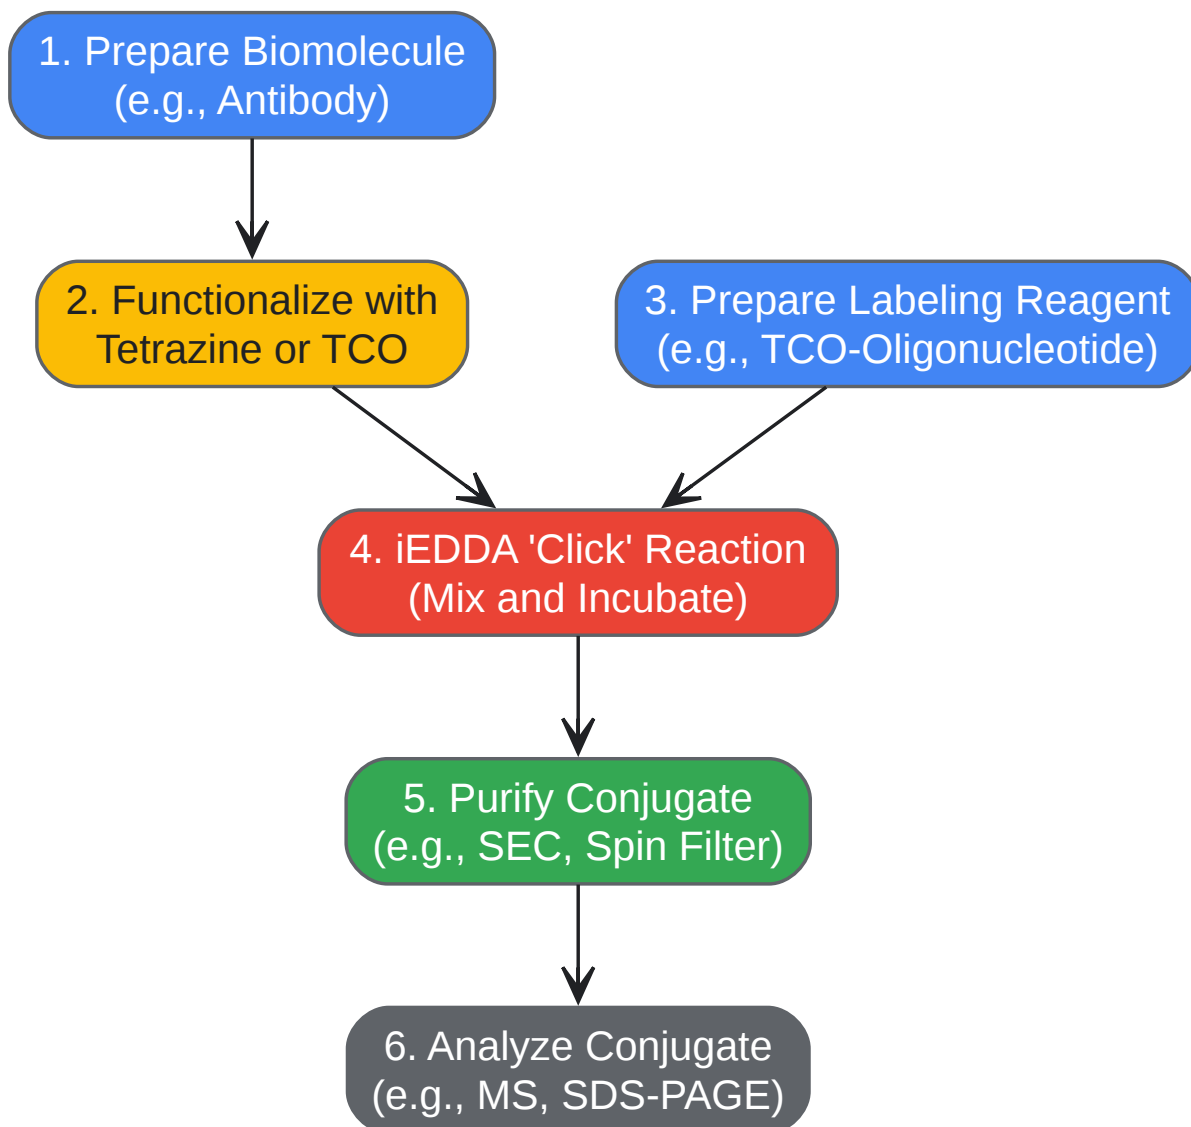 1. Prepare Biomolecule
(e.g., Antibody)
2. Functionalize with
Tetrazine or TCO
3. Prepare Labeling Reagent
(e.g., TCO-Oligonucleotide)
4. iEDDA 'Click' Reaction
(Mix and Incubate)
5. Purify Conjugate
(e.g., SEC, Spin Filter)
6. Analyze Conjugate
(e.g., MS, SDS-PAGE)